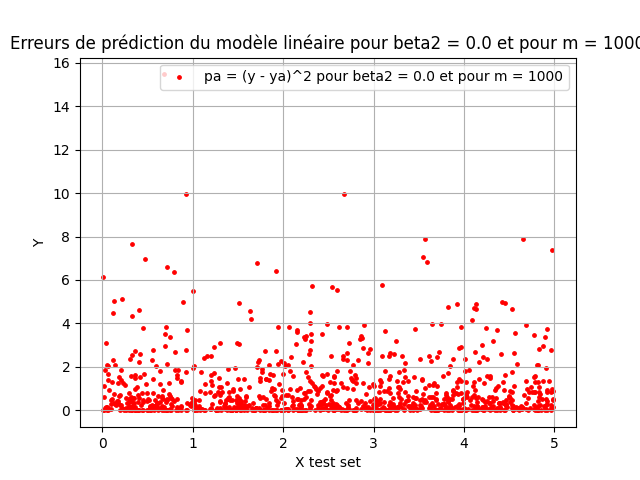 Erreurs de prédiction du modèle linéaire pour beta2 = 0.0 et pour m = 1000
pa = (y - ya)^2 pour beta2 = 0.0 et pour m = 1000
16
14
12
10
8
6
4
2
0
Y
0 1 2 3 4 5
X test set